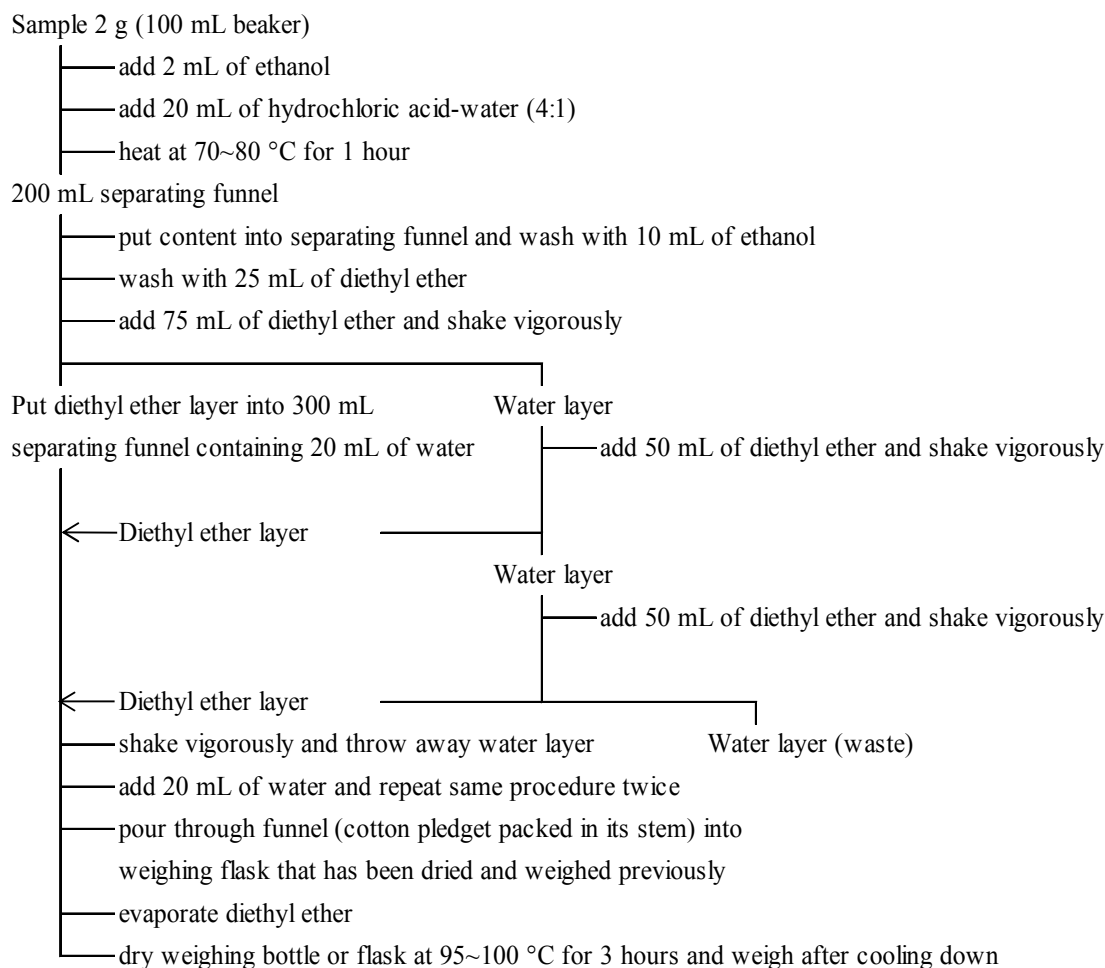 Sample 2 g (100 mL beaker)
add 2 mL of ethanol
add 20 mL of hydrochloric acid-water (4:1)
heat at 70~80 °C for 1 hour
200 mL separating funnel
put content into separating funnel and wash with 10 mL of ethanol
wash with 25 mL of diethyl ether
add 75 mL of diethyl ether and shake vigorously
Put diethyl ether layer into 300 mL
separating funnel containing 20 mL of water
Water layer
add 50 mL of diethyl ether and shake vigorously
Diethyl ether layer
Water layer
add 50 mL of diethyl ether and shake vigorously
Diethyl ether layer
Water layer (waste)
shake vigorously and throw away water layer
add 20 mL of water and repeat same procedure twice
pour through funnel (cotton pledget packed in its stem) into
weighing flask that has been dried and weighed previously
evaporate diethyl ether
dry weighing bottle or flask at 95~100 °C for 3 hours and weigh after cooling down